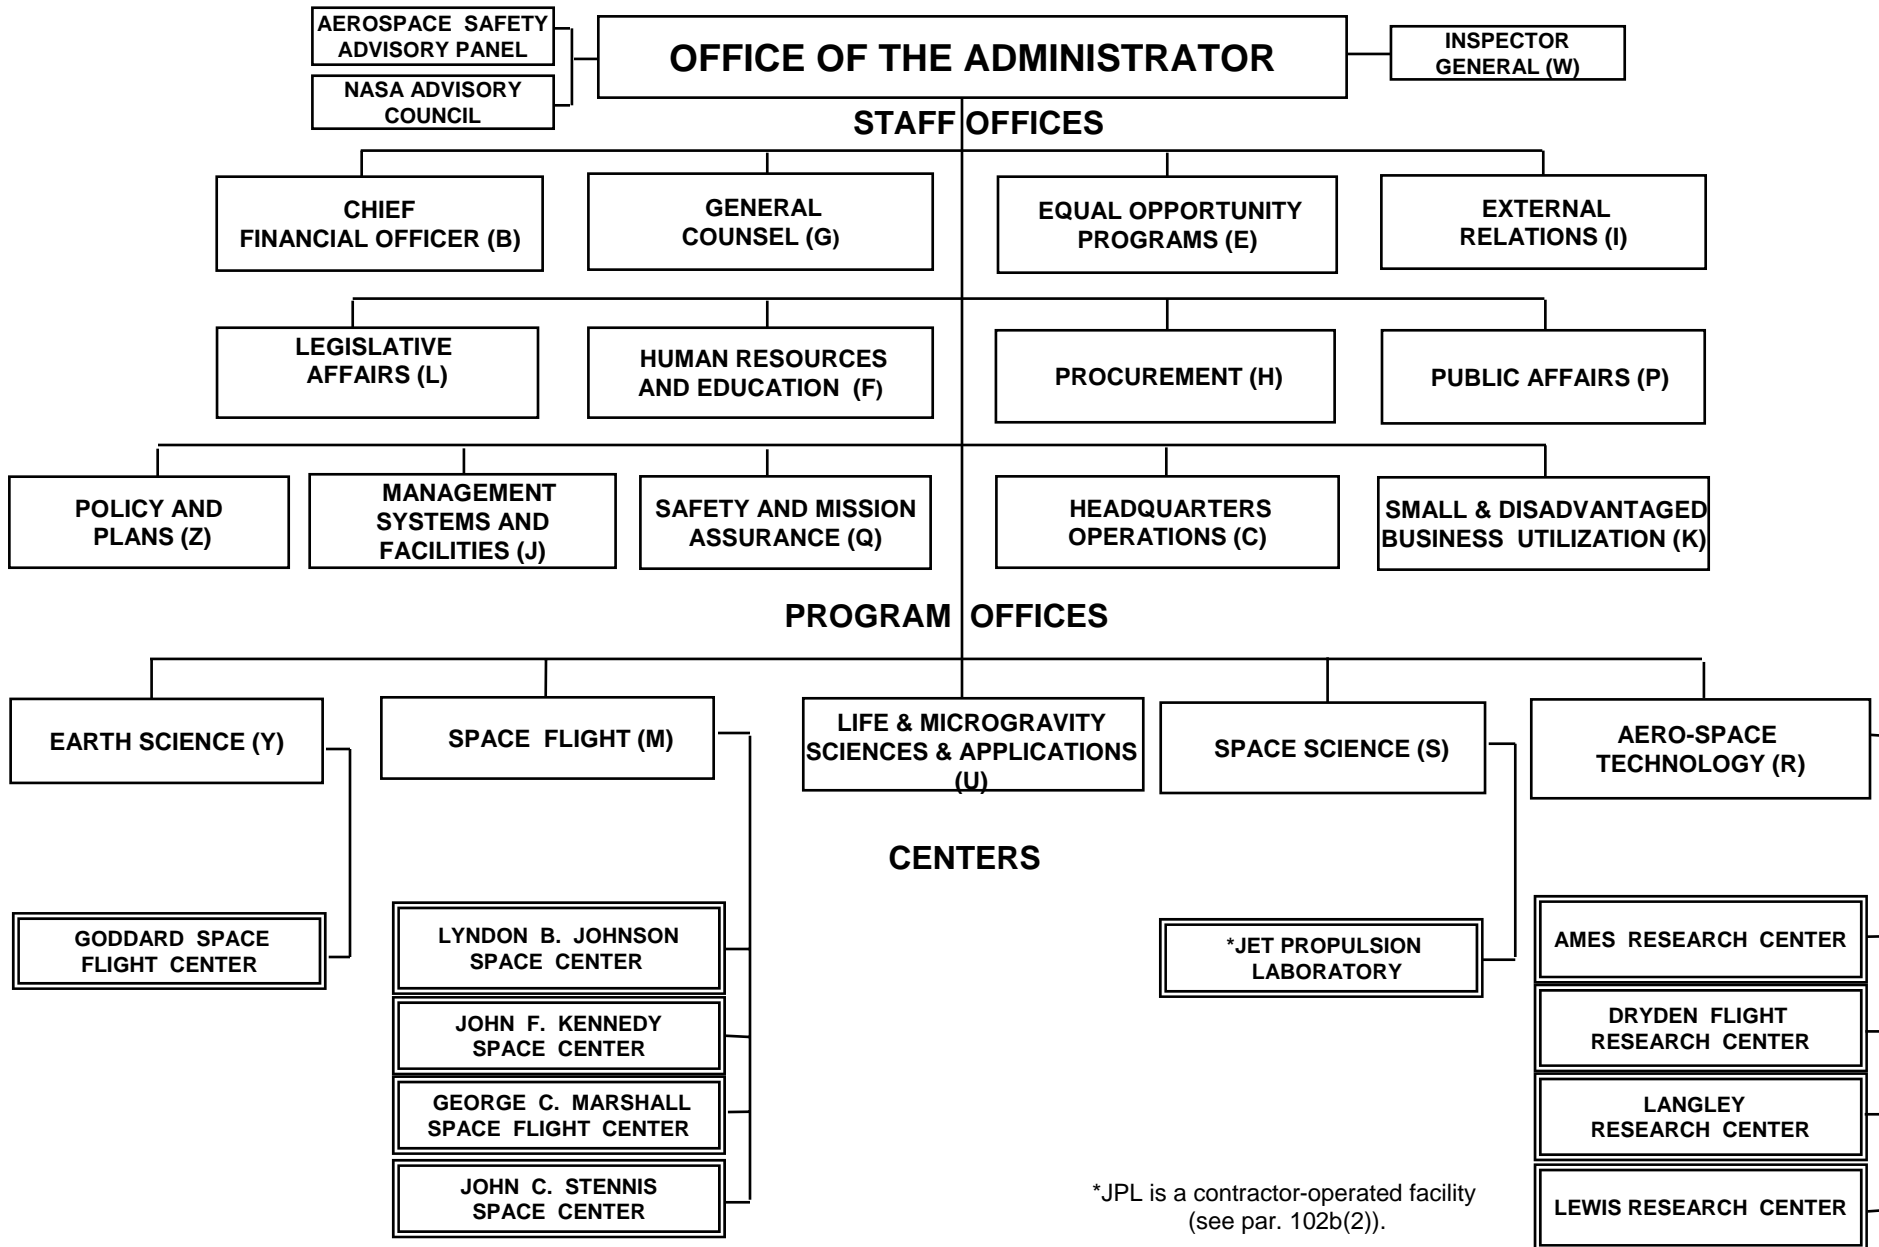 AEROSPACE SAFETY
ADVISORY PANEL
NASA ADVISORY
COUNCIL
OFFICE OF THE ADMINISTRATOR
INSPECTOR
GENERAL (W)
STAFF OFFICES
CHIEF
FINANCIAL OFFICER (B)
GENERAL
COUNSEL (G)
EQUAL OPPORTUNITY
PROGRAMS (E)
EXTERNAL
RELATIONS (I)
LEGISLATIVE
AFFAIRS (L)
HUMAN RESOURCES
AND EDUCATION (F)
PROCUREMENT (H)
PUBLIC AFFAIRS (P)
POLICY AND
PLANS (Z)
MANAGEMENT
SYSTEMS AND
FACILITIES (J)
SAFETY AND MISSION
ASSURANCE (Q)
HEADQUARTERS
OPERATIONS (C)
SMALL & DISADVANTAGED
BUSINESS UTILIZATION (K)
PROGRAM OFFICES
EARTH SCIENCE (Y)
SPACE FLIGHT (M)
LIFE & MICROGRAVITY
SCIENCES & APPLICATIONS
(U)
SPACE SCIENCE (S)
AERO-SPACE
TECHNOLOGY (R)
CENTERS
GODDARD SPACE
FLIGHT CENTER
LYNDON B. JOHNSON
SPACE CENTER
JOHN F. KENNEDY
SPACE CENTER
GEORGE C. MARSHALL
SPACE FLIGHT CENTER
JOHN C. STENNIS
SPACE CENTER
*JET PROPULSION
LABORATORY
AMES RESEARCH CENTER
DRYDEN FLIGHT
RESEARCH CENTER
LANGLEY
RESEARCH CENTER
LEWIS RESEARCH CENTER
*JPL is a contractor-operated facility
(see par. 102b(2)).